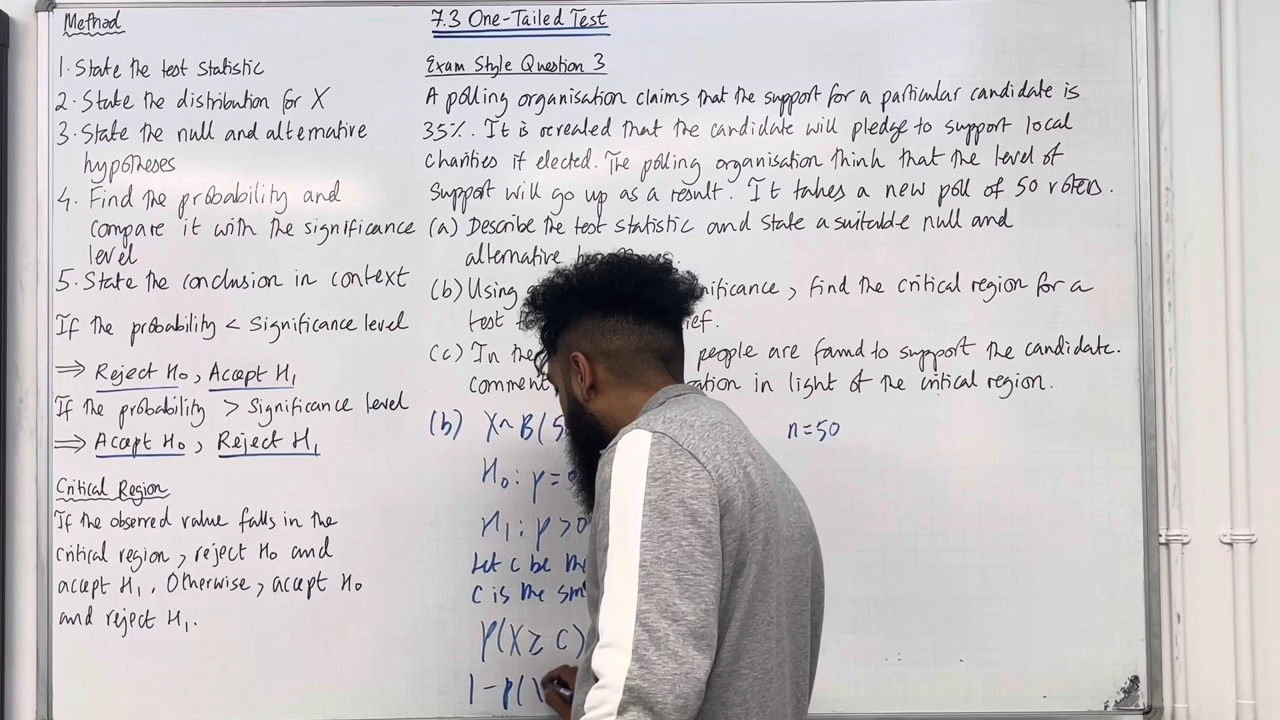 Method
1. State the test statistic
2. State the distribution for X
3. State the null and alternative
hypotheses
4. Find the probability and
compare it with the significance
level
5. State the conclusion in context
If the probability < significance level
⇒ Reject H₀, Accept H₁
If the probability > significance level
⇒ Accept H₀, Reject H₁
Critical Region
If the observed value falls in the
critical region, reject H₀ and
accept H₁. Otherwise, accept H₀
and reject H₁.
7.3 One-Tailed Test
Exam Style Question 3
A polling organisation claims that the support for a particular candidate is
35%. It is revealed that the candidate will pledge to support local
charities if elected. The polling organisation think that the level of
support will go up as a result. It takes a new poll of 50 voters.
(a) Describe the test statistic and state a suitable null and
alternative
(b) Using find the critical region for a
test
(c) In the people are found to support the candidate.
comment in light of the critical region.
(b) X~B(5 n=50
H₀: p=
H₁: p>0
Let c be the
c is the
P(X≥c)
1-P(